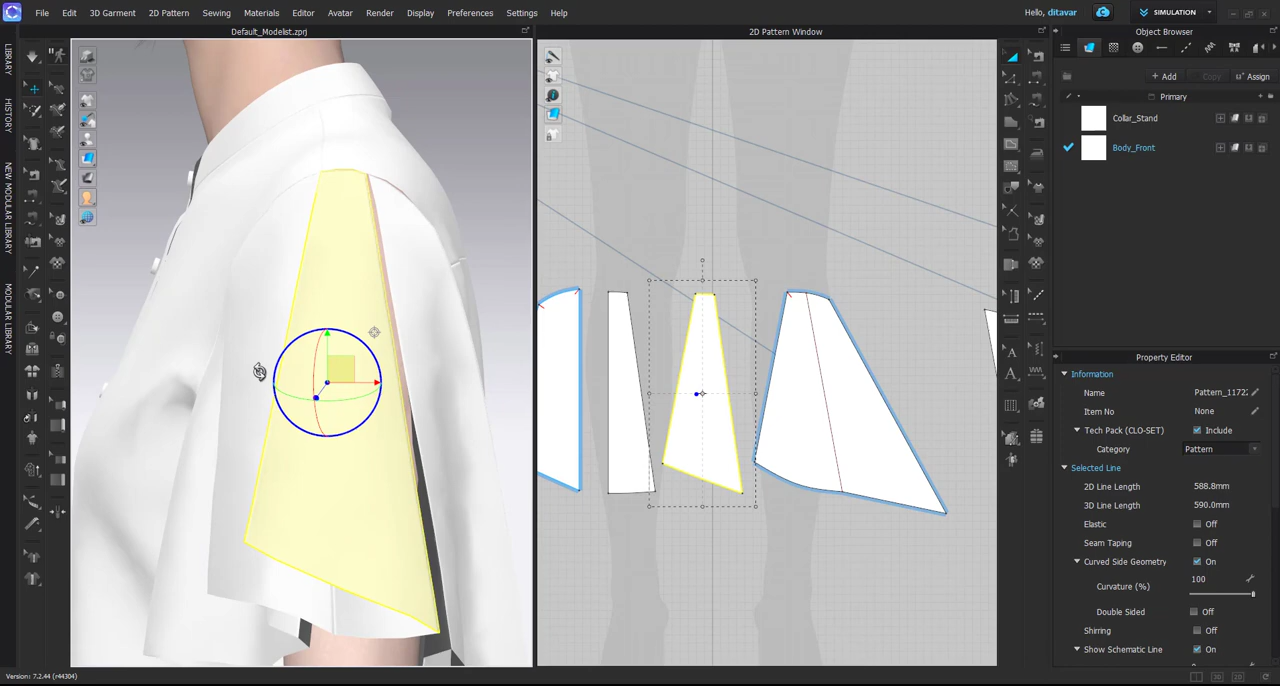 File Edit 3D Garment 2D Pattern Sewing Materials Editor Avatar Render Display Preferences Settings Help
Hello, ditavar
SIMULATION
Default_Modelist.zprj
2D Pattern Window
Object Browser
LIBRARY
HISTORY
NEW MODULAR LIBRARY
MODULAR LIBRARY
+ Add
Copy
Assign
Primary
Collar_Stand
Body_Front
Property Editor
Information
Name Pattern_1172
Item No None
Tech Pack (CLO-SET) Include
Category Pattern
Selected Line
2D Line Length 588.8mm
3D Line Length 590.0mm
Elastic Off
Seam Taping Off
Curved Side Geometry On
Curvature (%) 100
Double Sided Off
Shirring Off
Show Schematic Line On
Version: 7.2.44 (r44304)
3D
2D